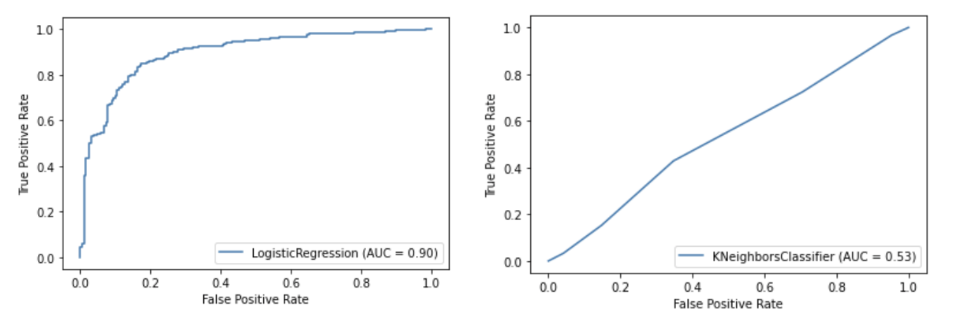 1.0
0.8
0.6
0.4
0.2
0.0
True Positive Rate
LogisticRegression (AUC = 0.90)
0.0 0.2 0.4 0.6 0.8 1.0
False Positive Rate
1.0
0.8
0.6
0.4
0.2
0.0
True Positive Rate
KNeighborsClassifier (AUC = 0.53)
0.0 0.2 0.4 0.6 0.8 1.0
False Positive Rate